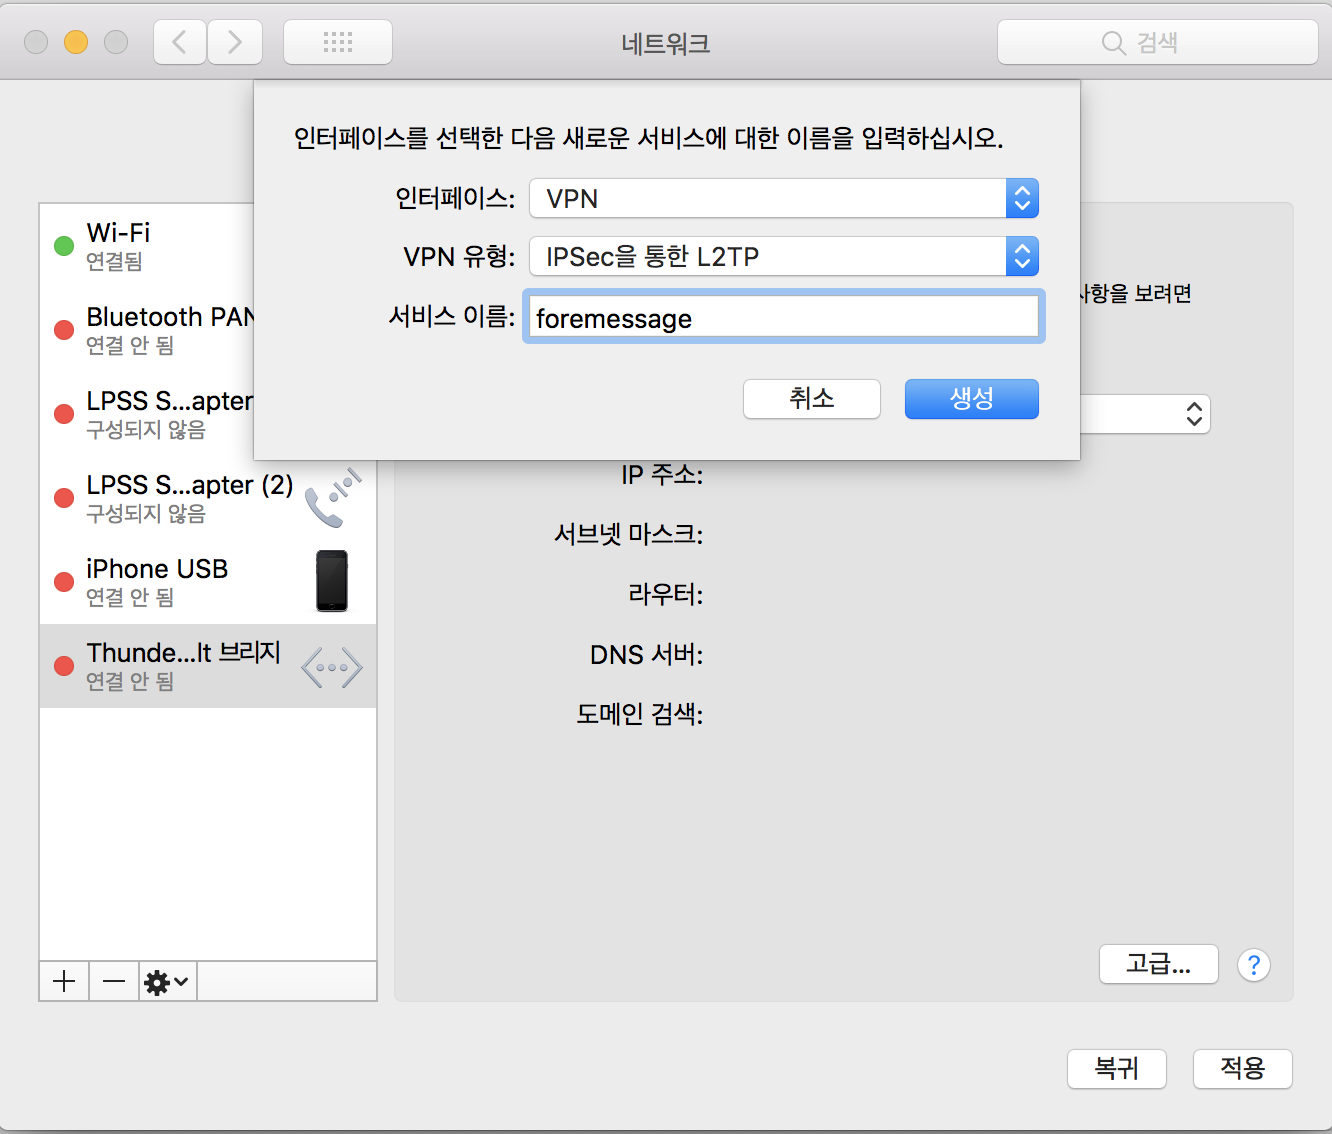 네트워크
검색
인터페이스를 선택한 다음 새로운 서비스에 대한 이름을 입력하십시오.
인터페이스: VPN
VPN 유형: IPSec을 통한 L2TP
서비스 이름: foremessage
취소 생성
Wi-Fi
연결됨
Bluetooth PAN
연결 안 됨
LPSS S...apter
구성되지 않음
LPSS S...apter (2)
구성되지 않음
iPhone USB
연결 안 됨
Thunde...lt 브리지
연결 안 됨
사항을 보려면
IP 주소:
서브넷 마스크:
라우터:
DNS 서버:
도메인 검색:
고급... ?
복귀 적용